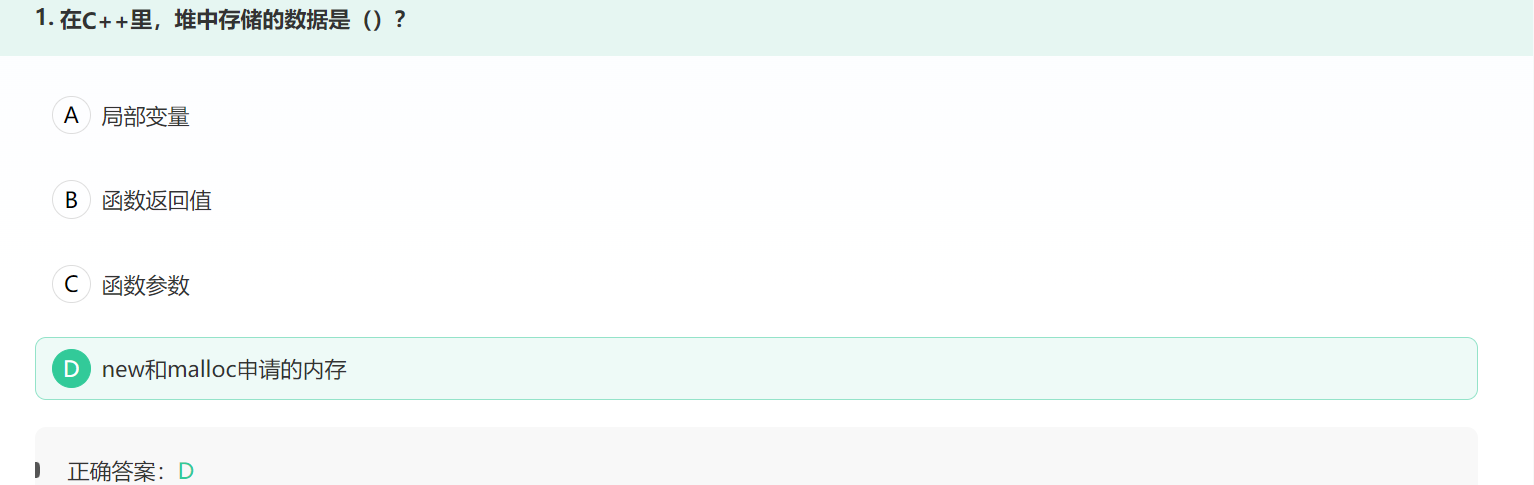 1. 在C++里，堆中存储的数据是（）？
A 局部变量
B 函数返回值
C 函数参数
D new和malloc申请的内存
正确答案：D